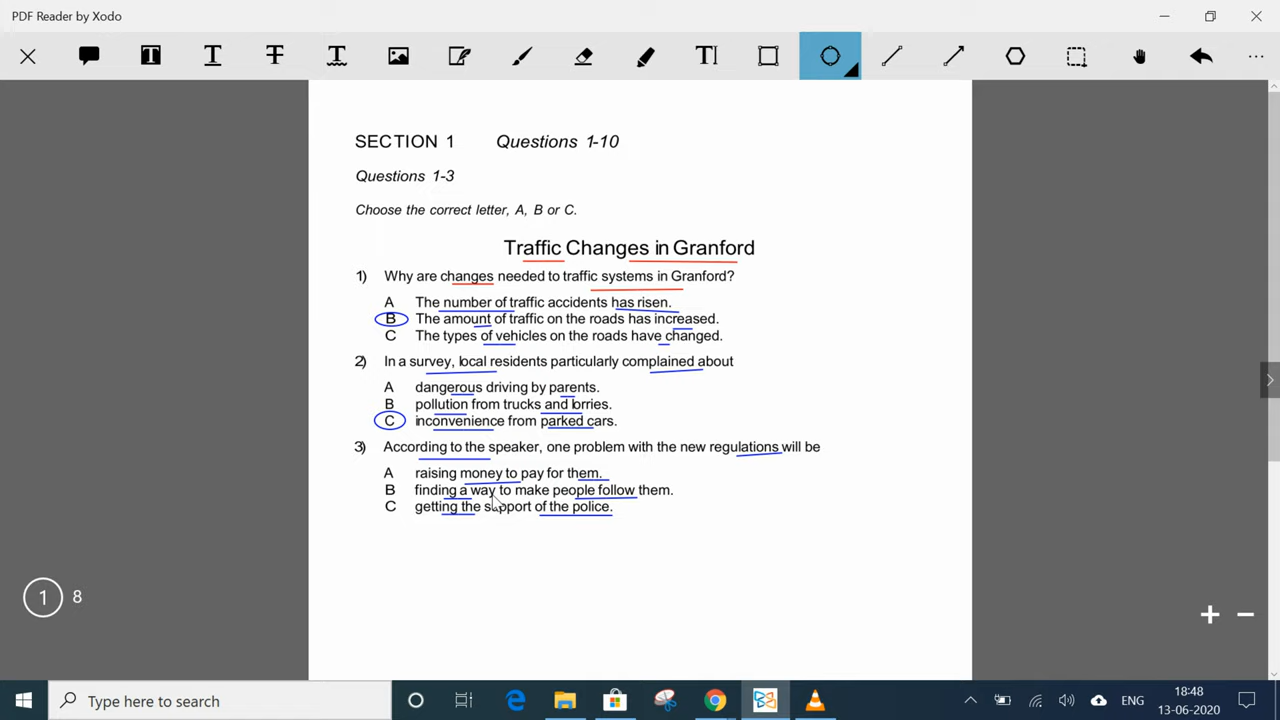 PDF Reader by Xodo
SECTION 1 Questions 1-10
Questions 1-3
Choose the correct letter, A, B or C.
Traffic Changes in Granford
1) Why are changes needed to traffic systems in Granford?
A The number of traffic accidents has risen.
B The amount of traffic on the roads has increased.
C The types of vehicles on the roads have changed.
2) In a survey, local residents particularly complained about
A dangerous driving by parents.
B pollution from trucks and lorries.
C inconvenience from parked cars.
3) According to the speaker, one problem with the new regulations will be
A raising money to pay for them.
B finding a way to make people follow them.
C getting the support of the police.
1 8
Type here to search
ENG
18:48
13-06-2020